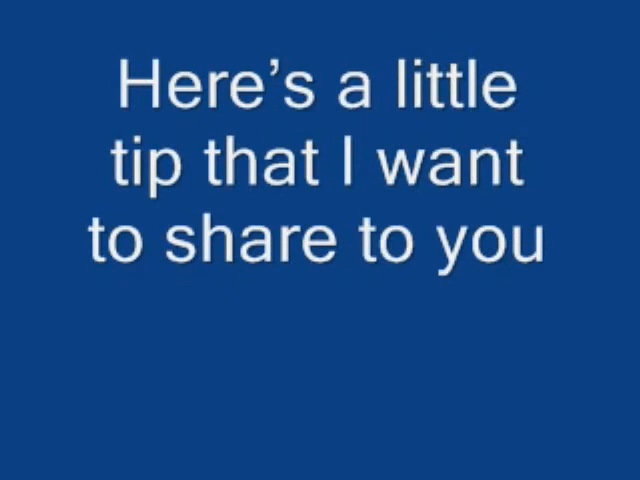 Here’s a little
tip that I want
to share to you